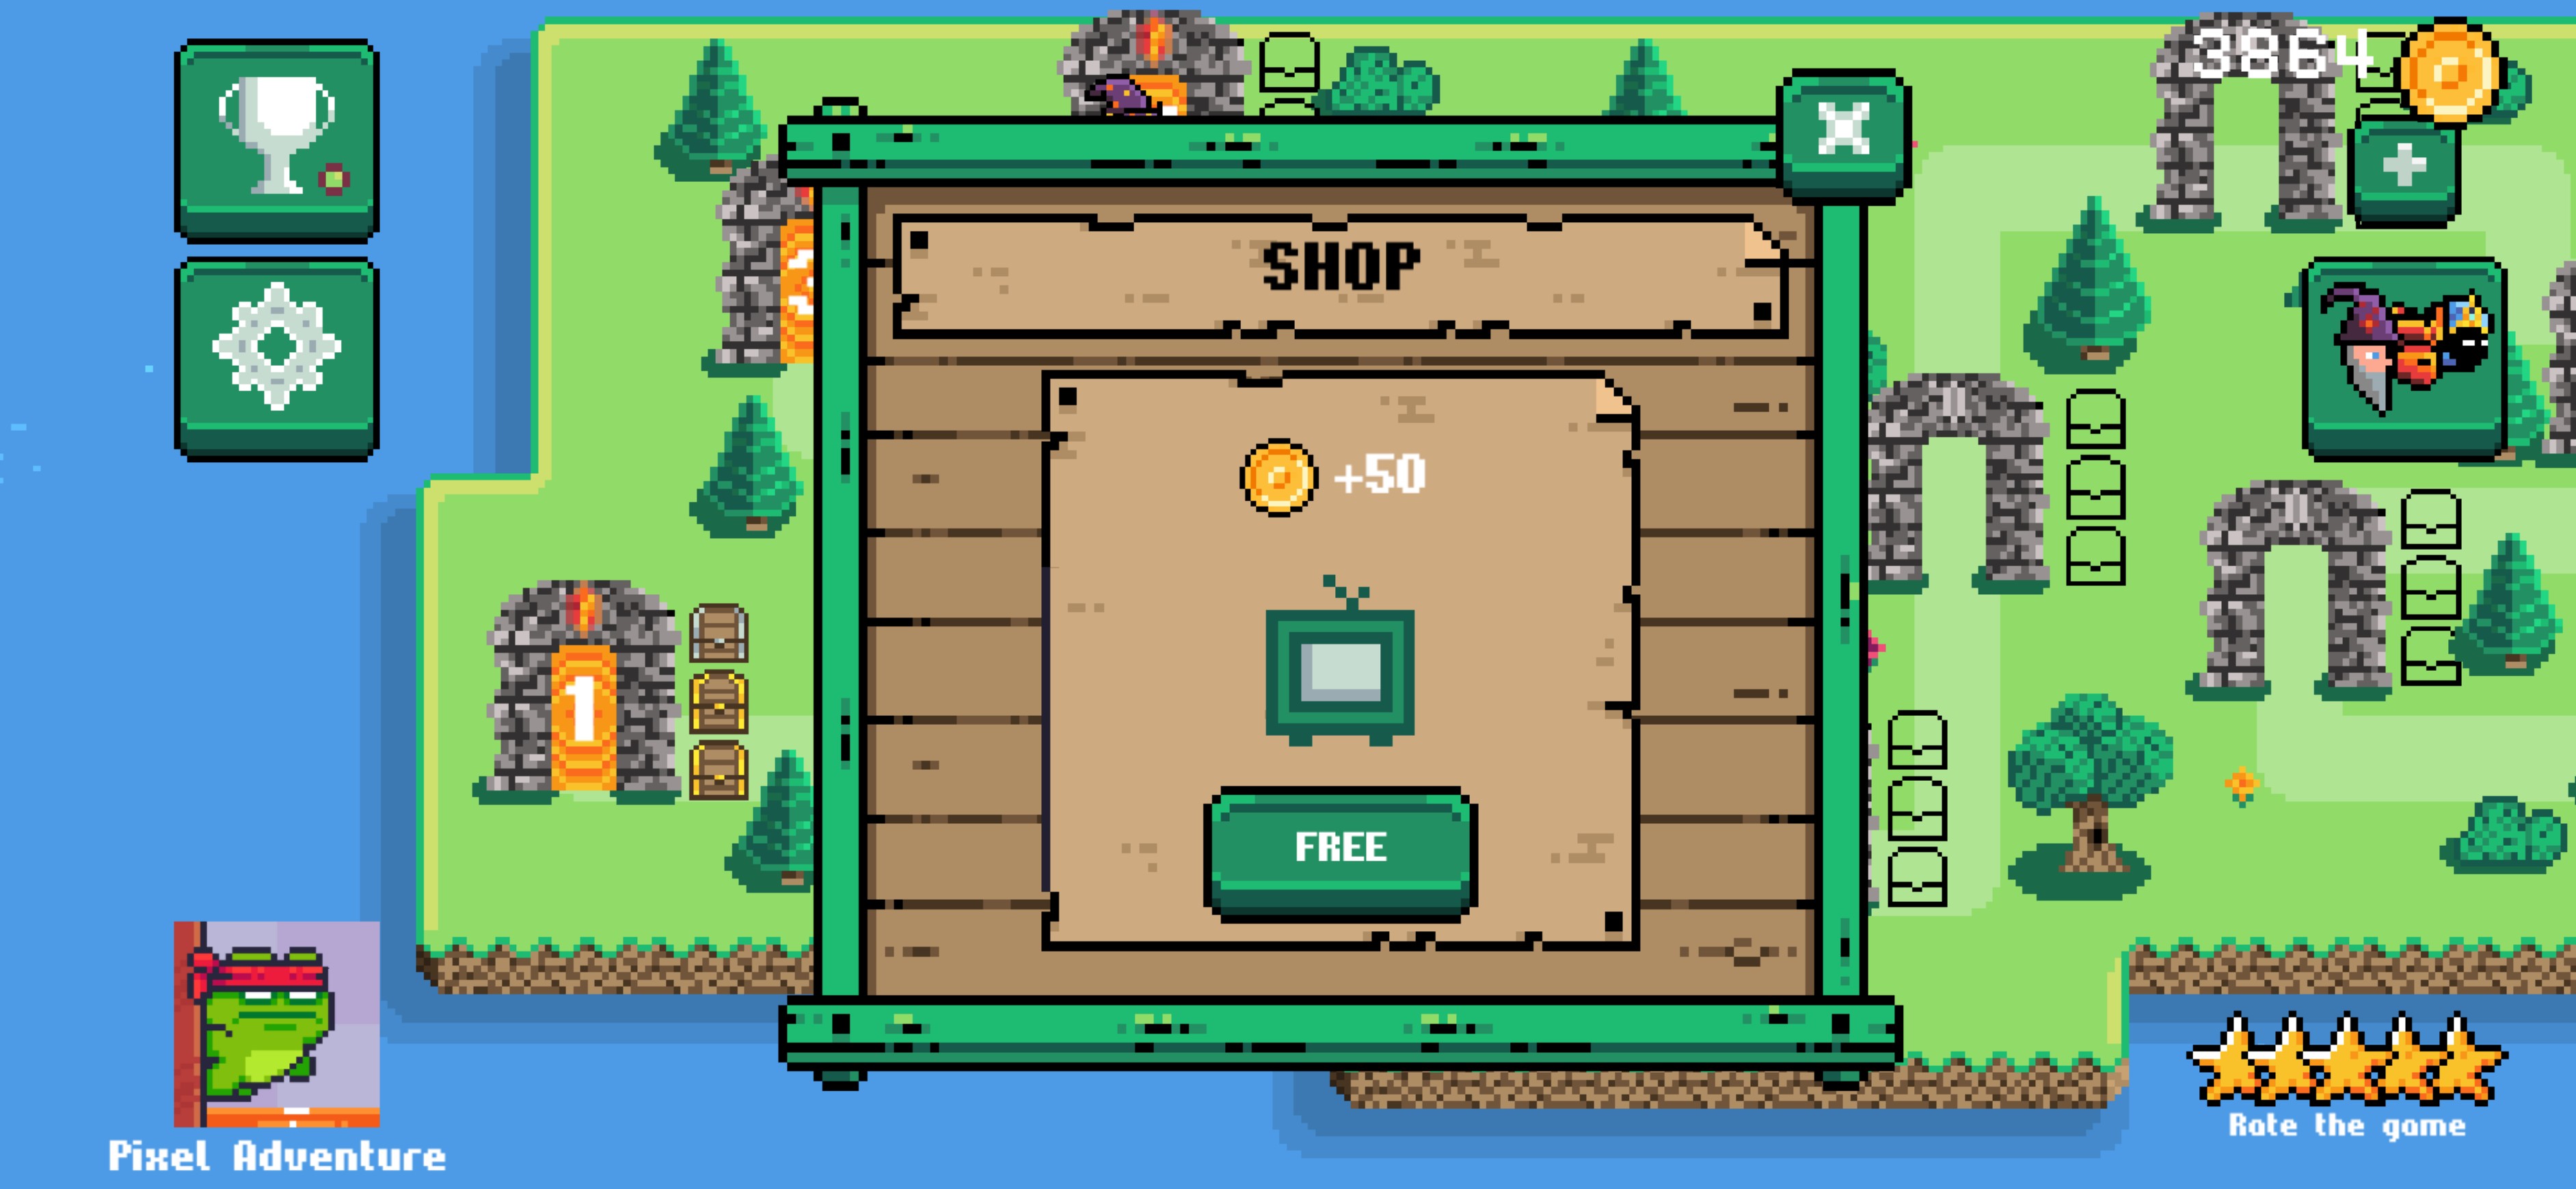 3864
SHOP
+50
1
FREE
Pixel Adventure
Rate the game